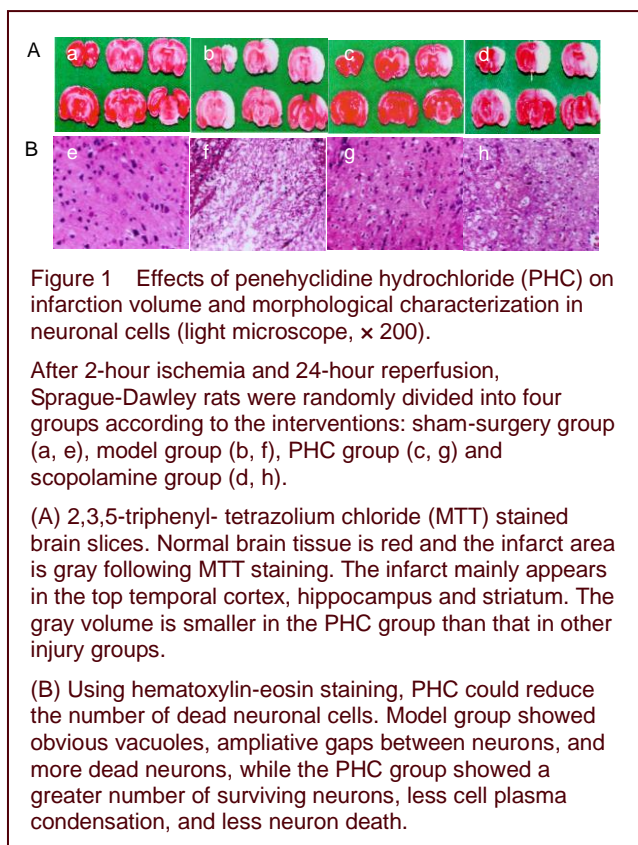 A
a b c d
B
e f g h
Figure 1 Effects of penehyclidine hydrochloride (PHC) on
infarction volume and morphological characterization in
neuronal cells (light microscope, × 200).
After 2-hour ischemia and 24-hour reperfusion,
Sprague-Dawley rats were randomly divided into four
groups according to the interventions: sham-surgery group
(a, e), model group (b, f), PHC group (c, g) and
scopolamine group (d, h).
(A) 2,3,5-triphenyl- tetrazolium chloride (MTT) stained
brain slices. Normal brain tissue is red and the infarct area
is gray following MTT staining. The infarct mainly appears
in the top temporal cortex, hippocampus and striatum. The
gray volume is smaller in the PHC group than that in other
injury groups.
(B) Using hematoxylin-eosin staining, PHC could reduce
the number of dead neuronal cells. Model group showed
obvious vacuoles, ampliative gaps between neurons, and
more dead neurons, while the PHC group showed a
greater number of surviving neurons, less cell plasma
condensation, and less neuron death.